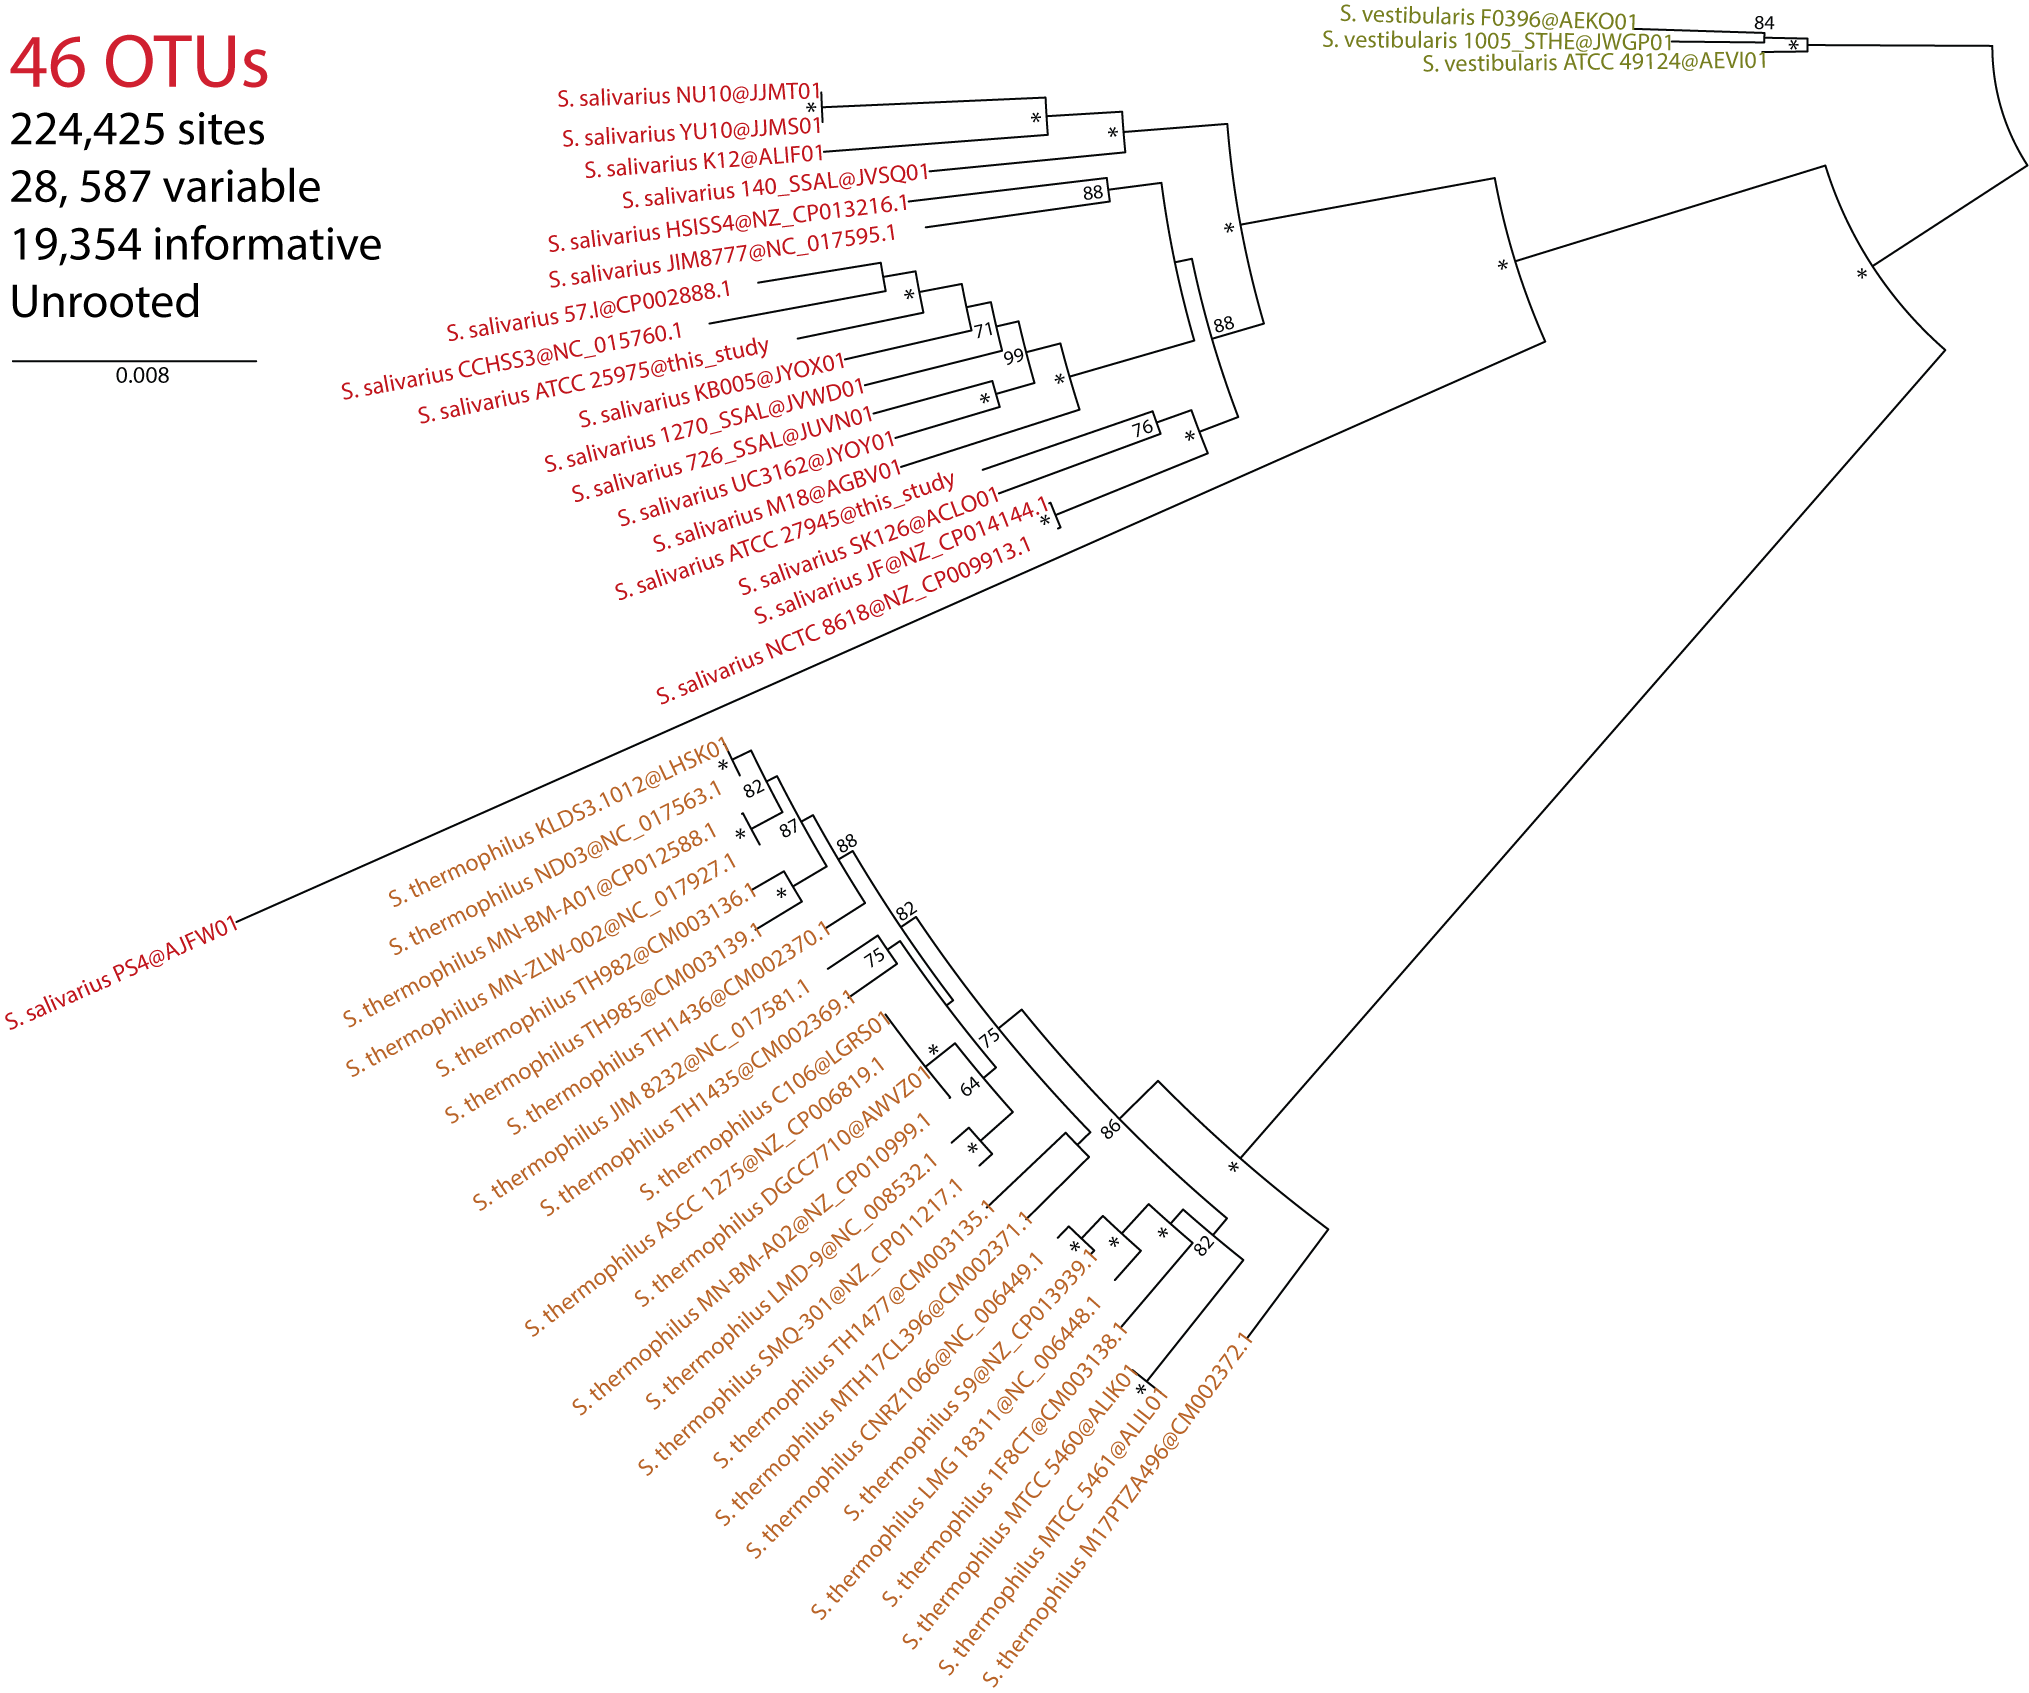 46 OTUs
224,425 sites
28, 587 variable
19,354 informative
Unrooted
0.008
S. vestibularis F0396@AEKO01
84
S. vestibularis 1005_STHE@JWGP01
*
S. vestibularis ATCC 49124@AEVI01
S. salivarius NU10@JJMT01
*
*
*
S. salivarius YU10@JJMS01
S. salivarius K12@ALIF01
S. salivarius 140_SSAL@JVSQ01
88
S. salivarius HSISS4@NZ_CP013216.1
*
S. salivarius JIM8777@NC_017595.1
*
*
S. salivarius 57.I@CP002888.1
*
S. salivarius CCHSS3@NC_015760.1
71
88
S. salivarius ATCC 25975@this_study
99
S. salivarius KB005@JYOX01
*
S. salivarius 1270_SSAL@JVWD01
*
S. salivarius 726_SSAL@JUVN01
76
*
S. salivarius UC3162@JYOY01
S. salivarius M18@AGBV01
S. salivarius ATCC 27945@this_study
S. salivarius SK126@ACLO01
*
S. salivarius JF@NZ_CP014144.1
S. salivarius NCTC 8618@NZ_CP009913.1
S. salivarius PS4@AJFW01
S. thermophilus KLDS3.1012@LHSK01
*
82
S. thermophilus ND03@NC_017563.1
*
87
S. thermophilus MN-BM-A01@CP012588.1
88
S. thermophilus MN-ZLW-002@NC_017927.1
*
S. thermophilus TH982@CM003136.1
82
S. thermophilus TH985@CM003139.1
S. thermophilus TH1436@CM002370.1
75
S. thermophilus JIM 8232@NC_017581.1
S. thermophilus TH1435@CM002369.1
75
S. thermophilus C106@LGRS01
*
64
S. thermophilus ASCC 1275@NZ_CP006819.1
S. thermophilus DGCC7710@AWVZ01
86
S. thermophilus MN-BM-A02@NZ_CP010999.1
*
*
S. thermophilus LMD-9@NC_008532.1
S. thermophilus SMQ-301@NZ_CP011217.1
S. thermophilus TH1477@CM003135.1
S. thermophilus MTH17CL396@CM002371.1
*
*
*
82
S. thermophilus CNRZ1066@NC_006449.1
S. thermophilus S9@NZ_CP013939.1
S. thermophilus LMG 18311@NC_006448.1
S. thermophilus 1F8CT@CM003138.1
S. thermophilus MTCC 5460@ALIK01
*
S. thermophilus MTCC 5461@ALIL01
S. thermophilus M17PTZA496@CM002372.1